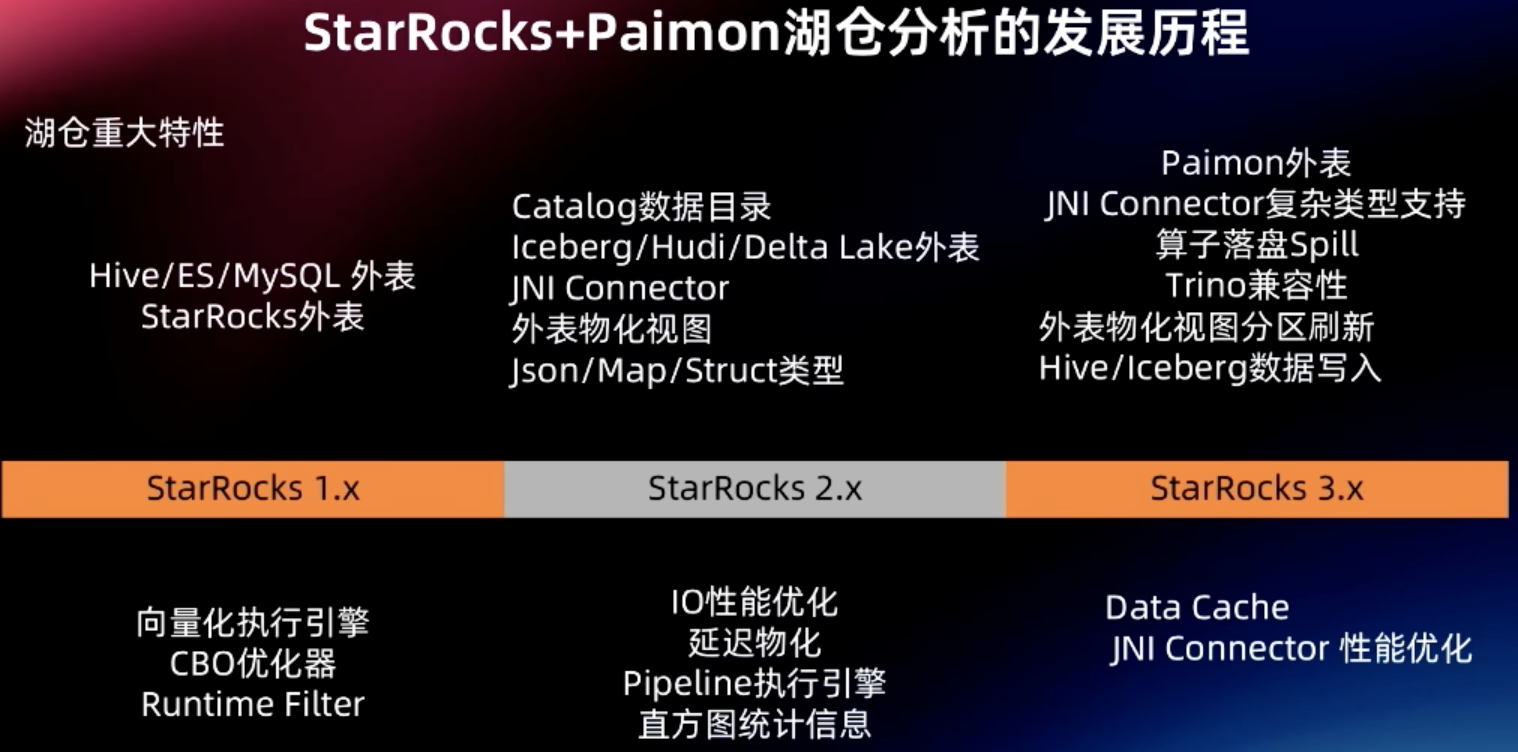 StarRocks+Paimon湖仓分析的发展历程
湖仓重大特性
Hive/ES/MySQL 外表
StarRocks外表
Catalog数据目录
Iceberg/Hudi/Delta Lake外表
JNI Connector
外表物化视图
Json/Map/Struct类型
Paimon外表
JNI Connector复杂类型支持
算子落盘Spill
Trino兼容性
外表物化视图分区刷新
Hive/Iceberg数据写入
StarRocks 1.x
StarRocks 2.x
StarRocks 3.x
向量化执行引擎
CBO优化器
Runtime Filter
IO性能优化
延迟物化
Pipeline执行引擎
直方图统计信息
Data Cache
JNI Connector 性能优化